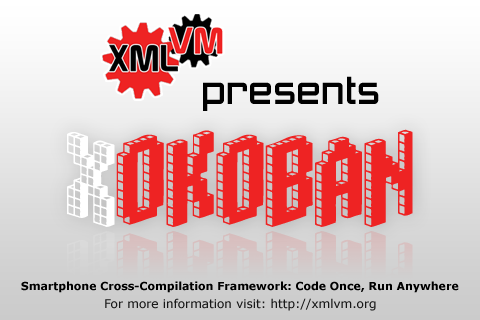 XMLVM
presents
XOKOBAN
Smartphone Cross-Compilation Framework: Code Once, Run Anywhere
For more information visit: http://xmlvm.org